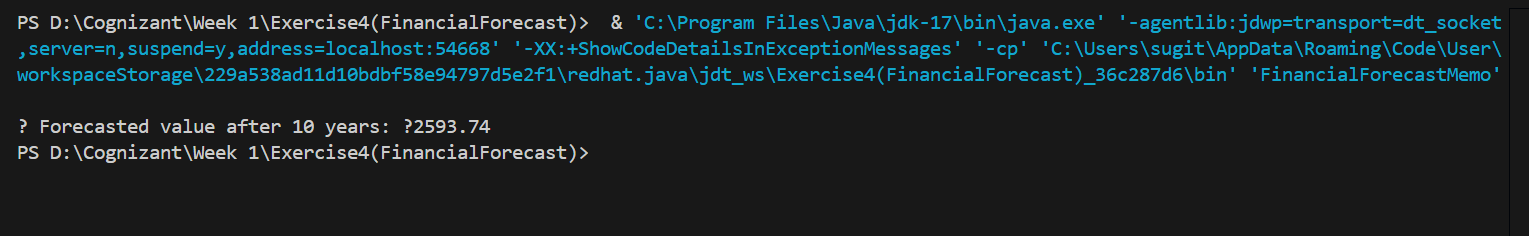 PS D:\Cognizant\Week 1\Exercise4(FinancialForecast)>  & 'C:\Program Files\Java\jdk-17\bin\java.exe' '-agentlib:jdwp=transport=dt_socket
,server=n,suspend=y,address=localhost:54668' '-XX:+ShowCodeDetailsInExceptionMessages' '-cp' 'C:\Users\sugit\AppData\Roaming\Code\User\
workspaceStorage\229a538ad11d10bdbf58e94797d5e2f1\redhat.java\jdt_ws\Exercise4(FinancialForecast)_36c287d6\bin' 'FinancialForecastMemo'
? Forecasted value after 10 years: ?2593.74
PS D:\Cognizant\Week 1\Exercise4(FinancialForecast)>